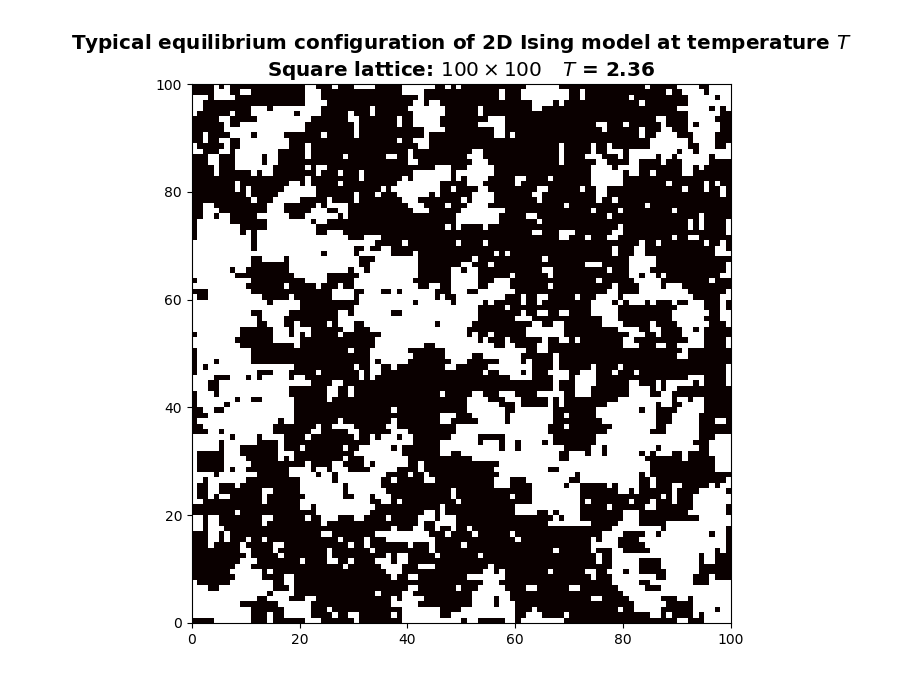 Typical equilibrium configuration of 2D Ising model at temperature T
Square lattice: 100 × 100 T = 2.36
100
80
60
40
20
0
0 20 40 60 80 100